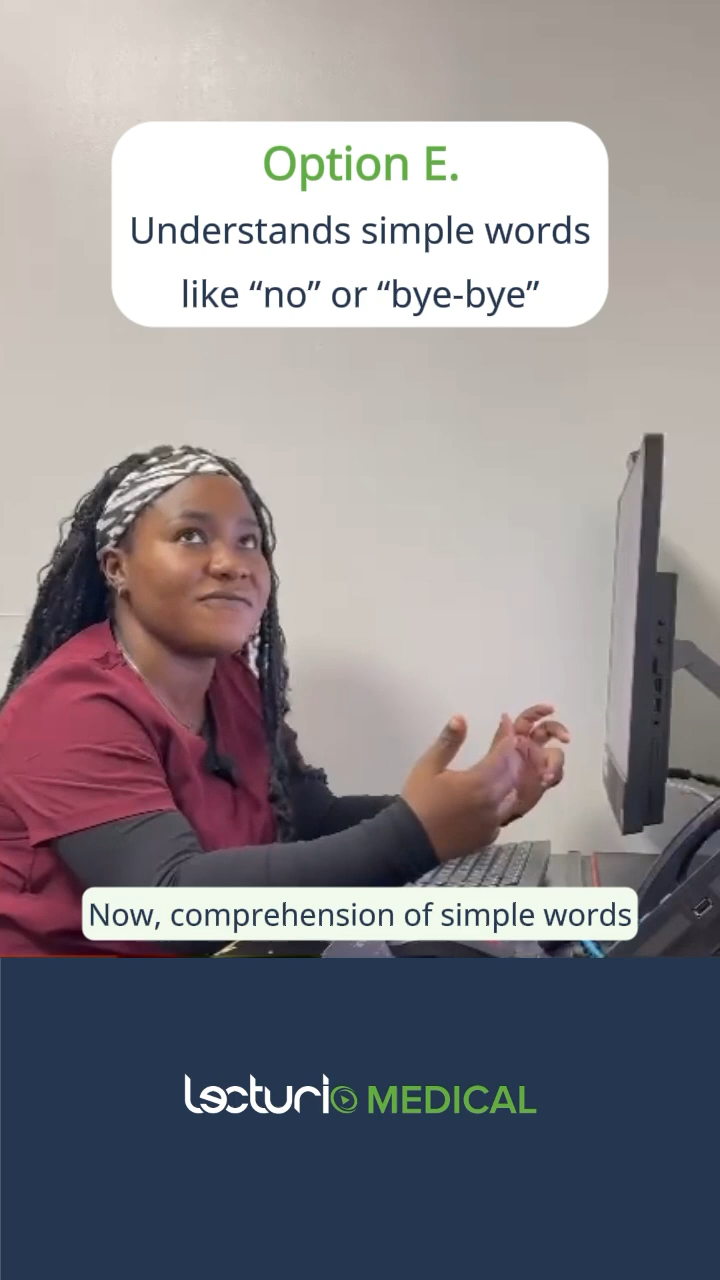 Option E.
Understands simple words
like “no” or “bye-bye”
Now, comprehension of simple words
lecturio MEDICAL